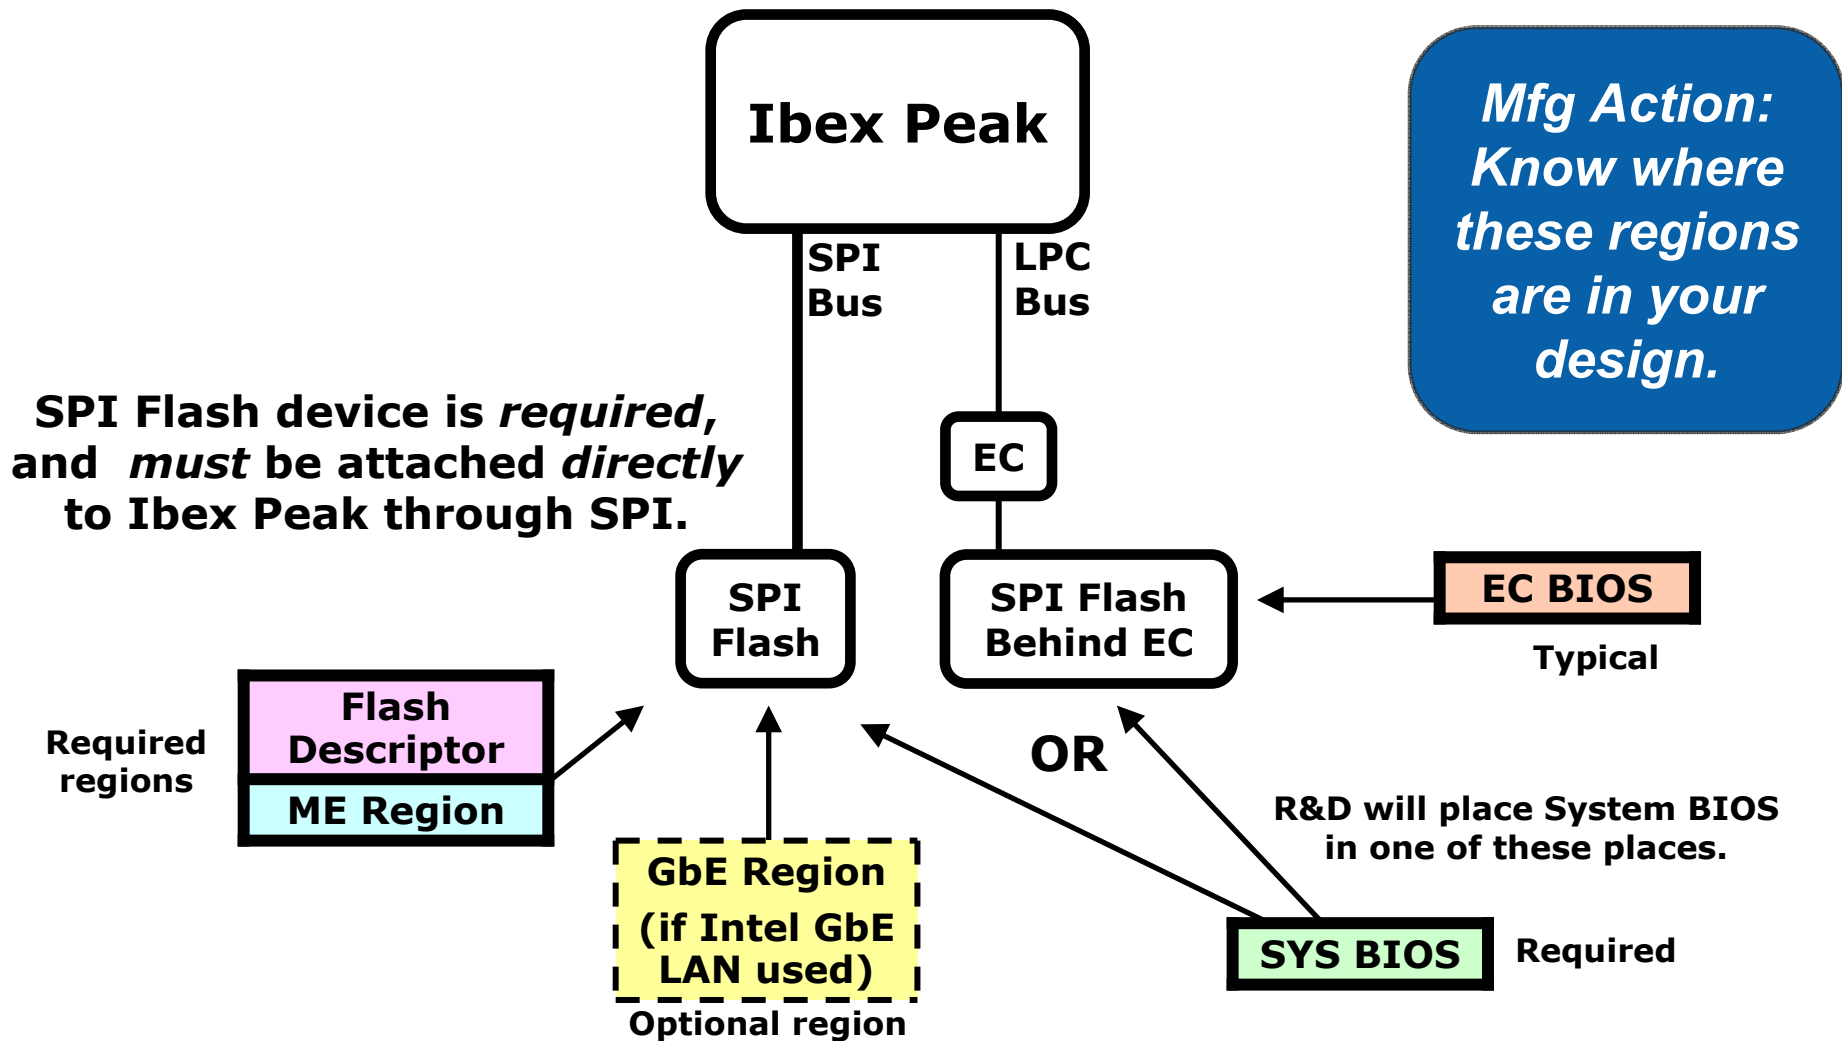 Ibex Peak
Mfg Action:
Know where
these regions
are in your
design.
SPI
Bus
LPC
Bus
SPI Flash device is required,
and must be attached directly
to Ibex Peak through SPI.
EC
SPI
Flash
SPI Flash
Behind EC
EC BIOS
Typical
Required
regions
Flash
Descriptor
ME Region
OR
R&D will place System BIOS
in one of these places.
GbE Region
(if Intel GbE
LAN used)
Optional region
SYS BIOS
Required